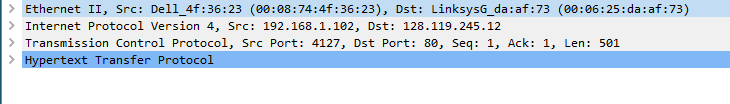 Ethernet II, Src: Dell_4f:36:23 (00:08:74:4f:36:23), Dst: LinksysG_da:af:73 (00:06:25:da:af:73)
Internet Protocol Version 4, Src: 192.168.1.102, Dst: 128.119.245.12
Transmission Control Protocol, Src Port: 4127, Dst Port: 80, Seq: 1, Ack: 1, Len: 501
Hypertext Transfer Protocol